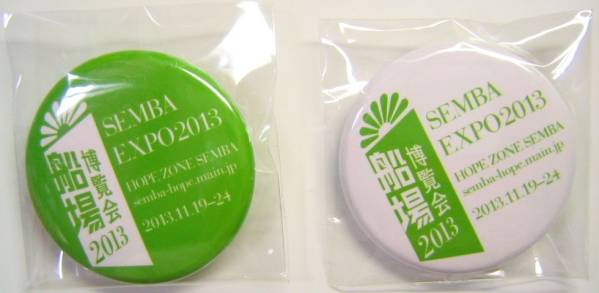 SEMBA
EXPO2013
HOPE ZONE SEMBA
semba-hope.main.jp
2013.11.19–24
船場
博覧会
2013
SEMBA
EXPO2013
HOPE ZONE SEMBA
semba-hope.main.jp
2013.11.19–24
船場
博覧会
2013